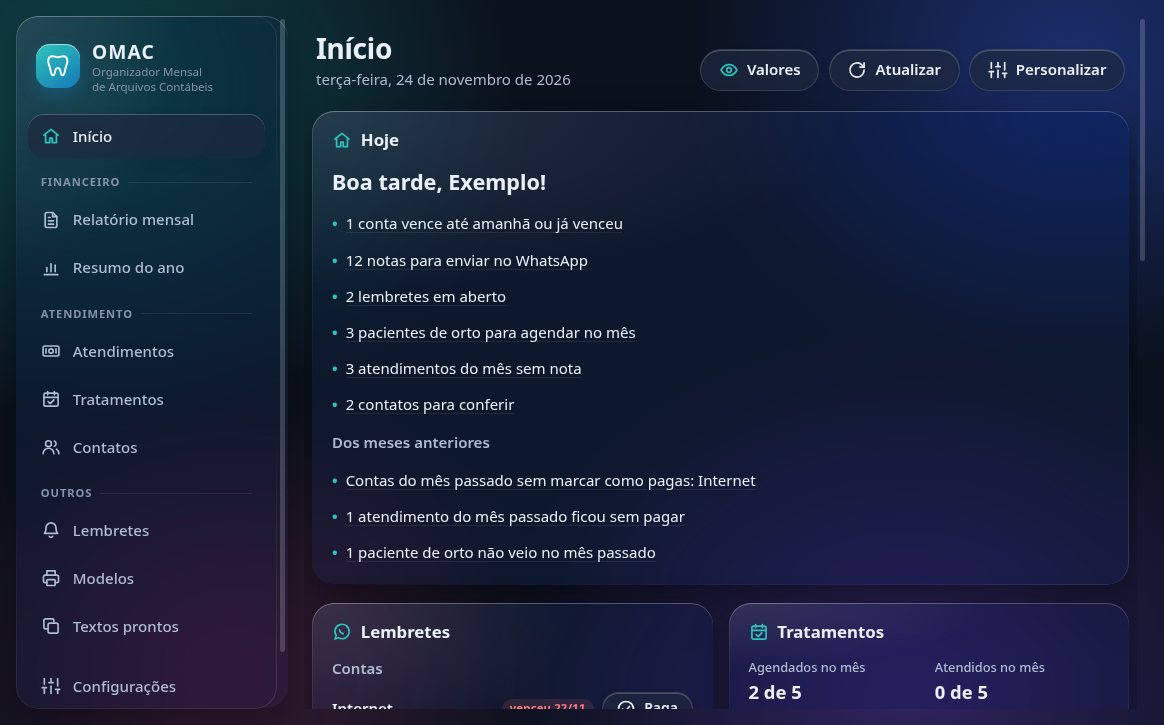 OMAC
Organizador Mensal
de Arquivos Contábeis
Início
FINANCEIRO
Relatório mensal
Resumo do ano
ATENDIMENTO
Atendimentos
Tratamentos
Contatos
OUTROS
Lembretes
Modelos
Textos prontos
Configurações
Início
terça-feira, 24 de novembro de 2026
Valores
Atualizar
Personalizar
Hoje
Boa tarde, Exemplo!
• 1 conta vence até amanhã ou já venceu
• 12 notas para enviar no WhatsApp
• 2 lembretes em aberto
• 3 pacientes de orto para agendar no mês
• 3 atendimentos do mês sem nota
• 2 contatos para conferir
Dos meses anteriores
• Contas do mês passado sem marcar como pagas: Internet
• 1 atendimento do mês passado ficou sem pagar
• 1 paciente de orto não veio no mês passado
Lembretes
Contas
Internet venceu 22/11 Paga
Tratamentos
Agendados no mês Atendidos no mês
2 de 5 0 de 5